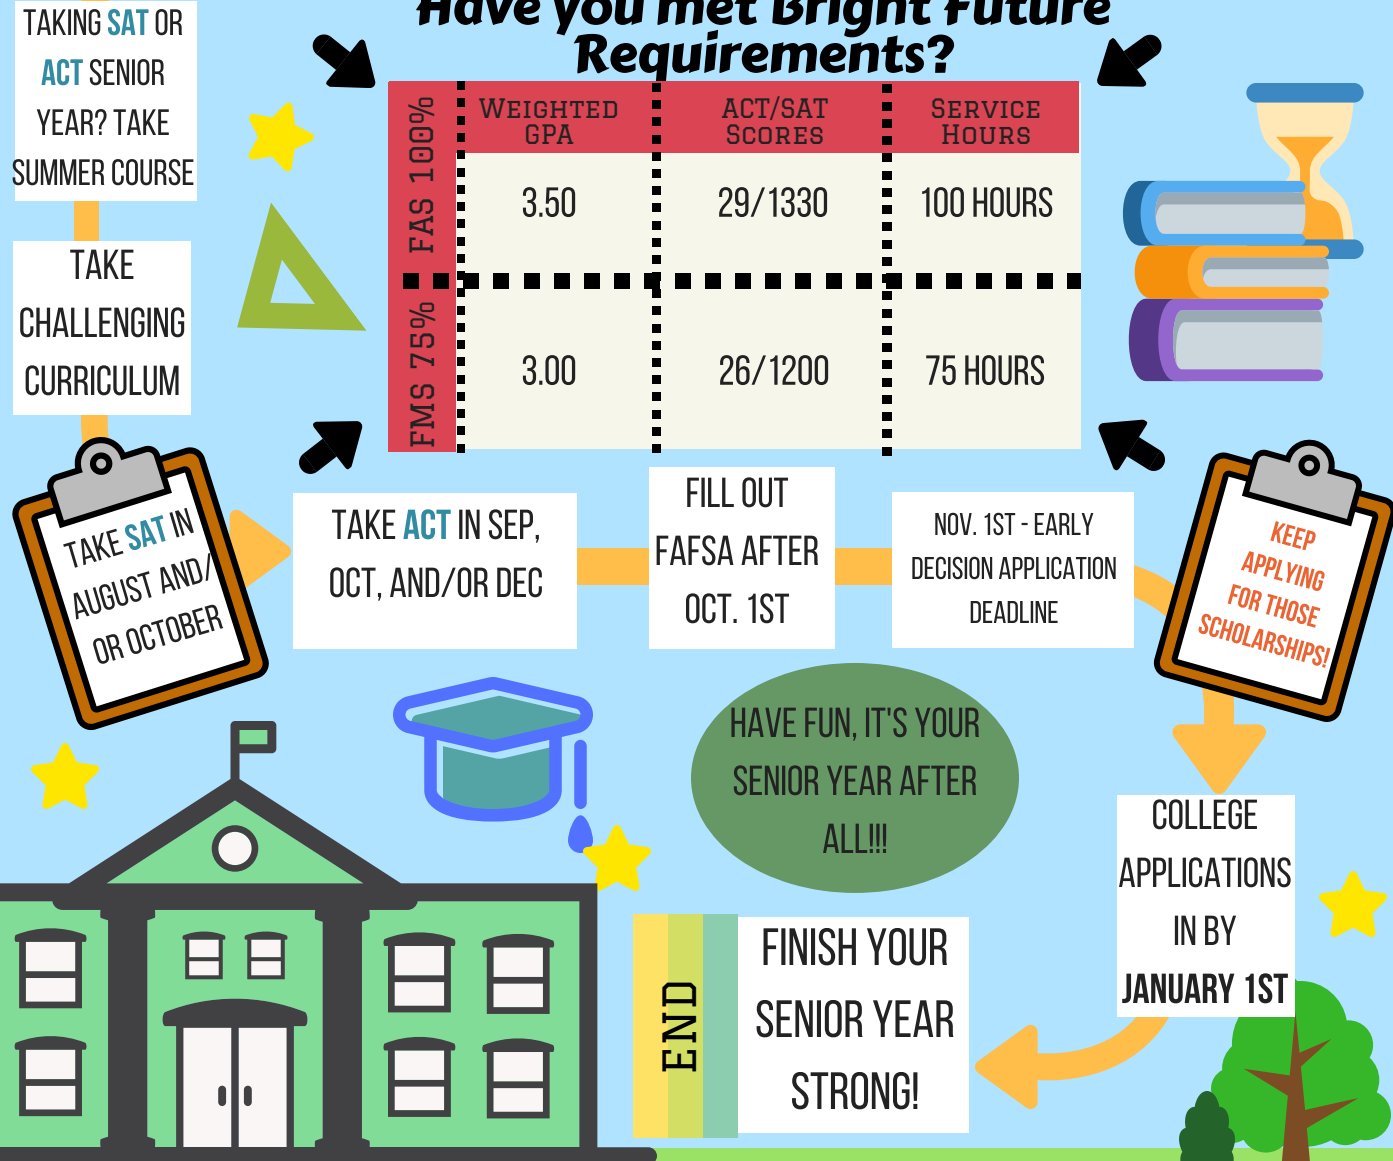 Have you met Bright Future
Requirements?
TAKING SAT OR
ACT SENIOR
YEAR? TAKE
SUMMER COURSE
TAKE
CHALLENGING
CURRICULUM
WEIGHTED
GPA
ACT/SAT
SCORES
SERVICE
HOURS
FAS 100%
3.50
29/1330
100 HOURS
FMS 75%
3.00
26/1200
75 HOURS
TAKE SAT IN
AUGUST AND/
OR OCTOBER
TAKE ACT IN SEP,
OCT, AND/OR DEC
FILL OUT
FAFSA AFTER
OCT. 1ST
NOV. 1ST - EARLY
DECISION APPLICATION
DEADLINE
KEEP
APPLYING
FOR THOSE
SCHOLARSHIPS!
HAVE FUN, IT'S YOUR
SENIOR YEAR AFTER
ALL!!!
COLLEGE
APPLICATIONS
IN BY
JANUARY 1ST
FINISH YOUR
SENIOR YEAR
STRONG!
END